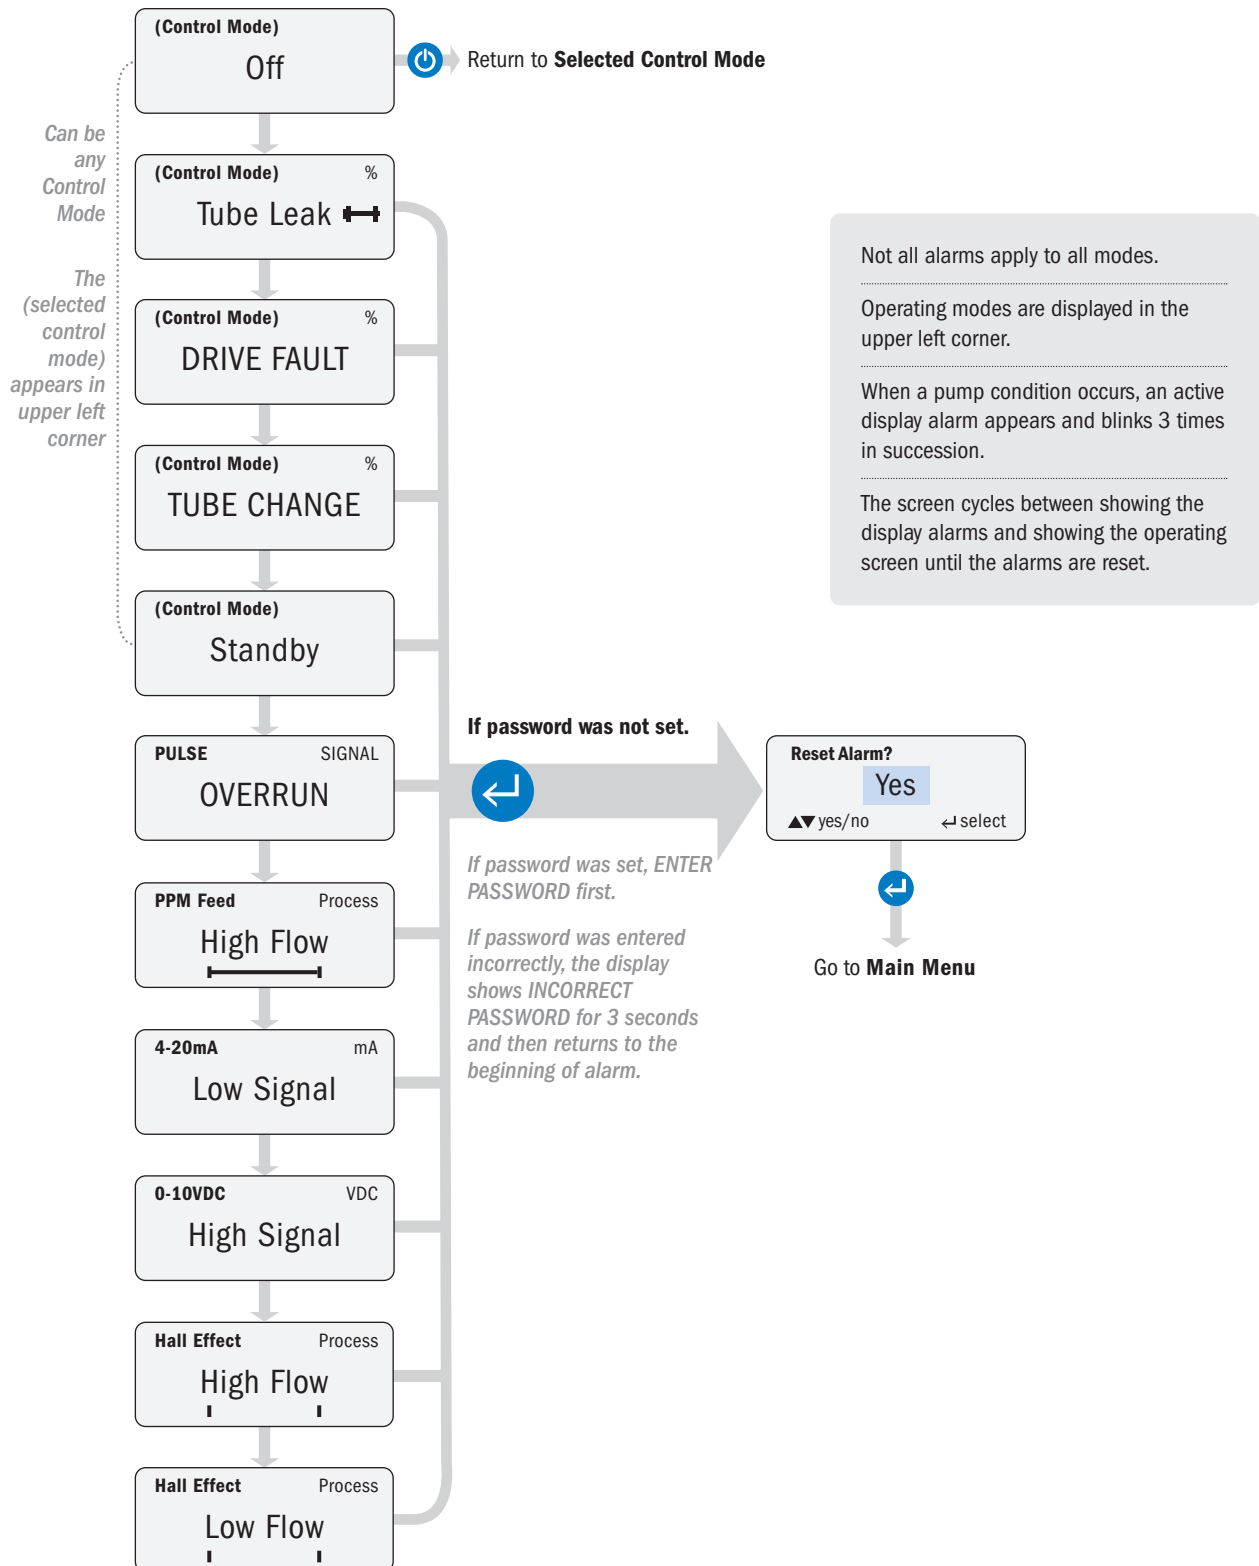 (Control Mode)
Off
Return to Selected Control Mode
Can be
any
Control
Mode
The
(selected
control
mode)
appears in
upper left
corner
(Control Mode) %
Tube Leak
(Control Mode) %
DRIVE FAULT
(Control Mode) %
TUBE CHANGE
(Control Mode)
Standby
PULSE SIGNAL
OVERRUN
PPM Feed Process
High Flow
4-20mA mA
Low Signal
0-10VDC VDC
High Signal
Hall Effect Process
High Flow
Hall Effect Process
Low Flow
Not all alarms apply to all modes.
Operating modes are displayed in the
upper left corner.
When a pump condition occurs, an active
display alarm appears and blinks 3 times
in succession.
The screen cycles between showing the
display alarms and showing the operating
screen until the alarms are reset.
If password was not set.
If password was set, ENTER
PASSWORD first.
If password was entered
incorrectly, the display
shows INCORRECT
PASSWORD for 3 seconds
and then returns to the
beginning of alarm.
Reset Alarm?
Yes
▲▼ yes/no ↵ select
Go to Main Menu